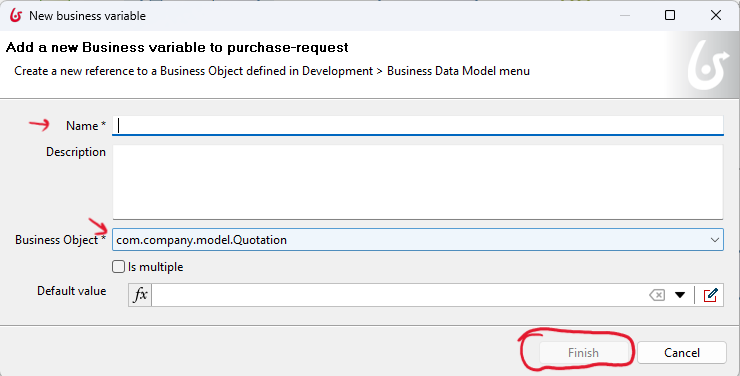 New business variable
Add a new Business variable to purchase-request
Create a new reference to a Business Object defined in Development > Business Data Model menu
Name *
Description
Business Object * com.company.model.Quotation
Is multiple
Default value fx
Finish Cancel